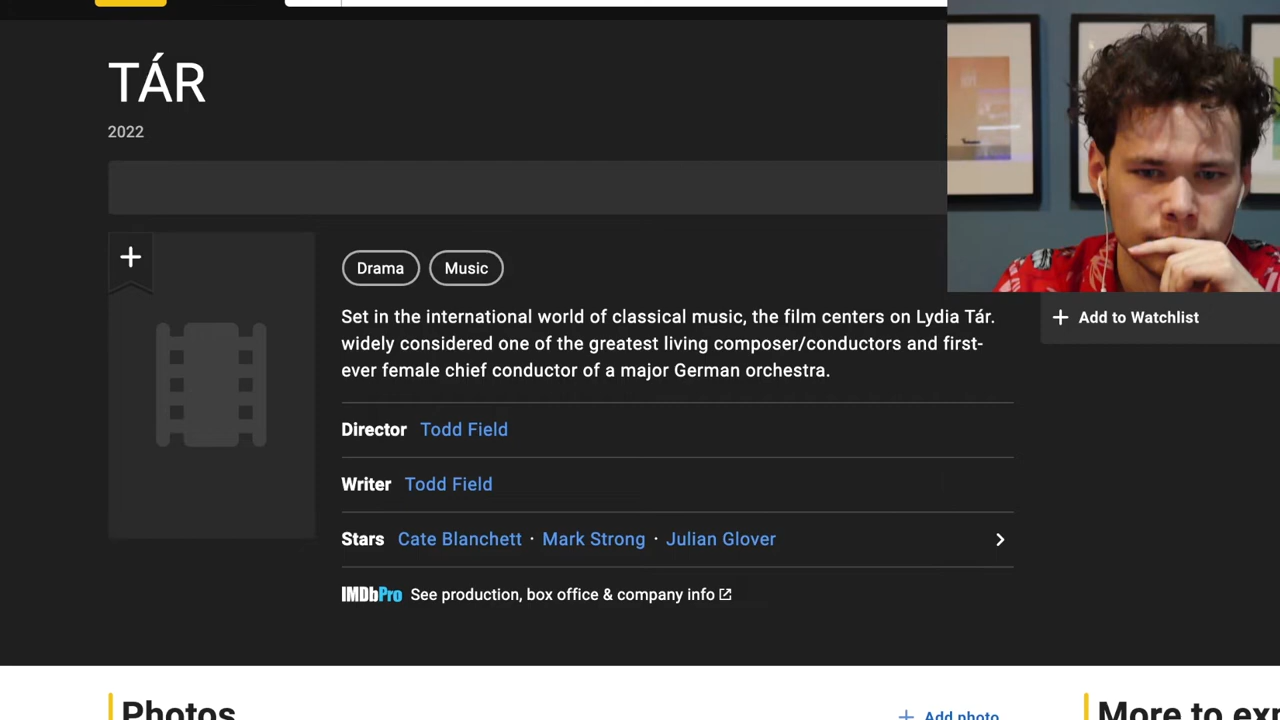 TÁR
2022
Drama
Music
Set in the international world of classical music, the film centers on Lydia Tár.
widely considered one of the greatest living composer/conductors and first-
ever female chief conductor of a major German orchestra.
Add to Watchlist
Director Todd Field
Writer Todd Field
Stars Cate Blanchett · Mark Strong · Julian Glover
IMDbPro See production, box office & company info
Photos
Add photo
More to